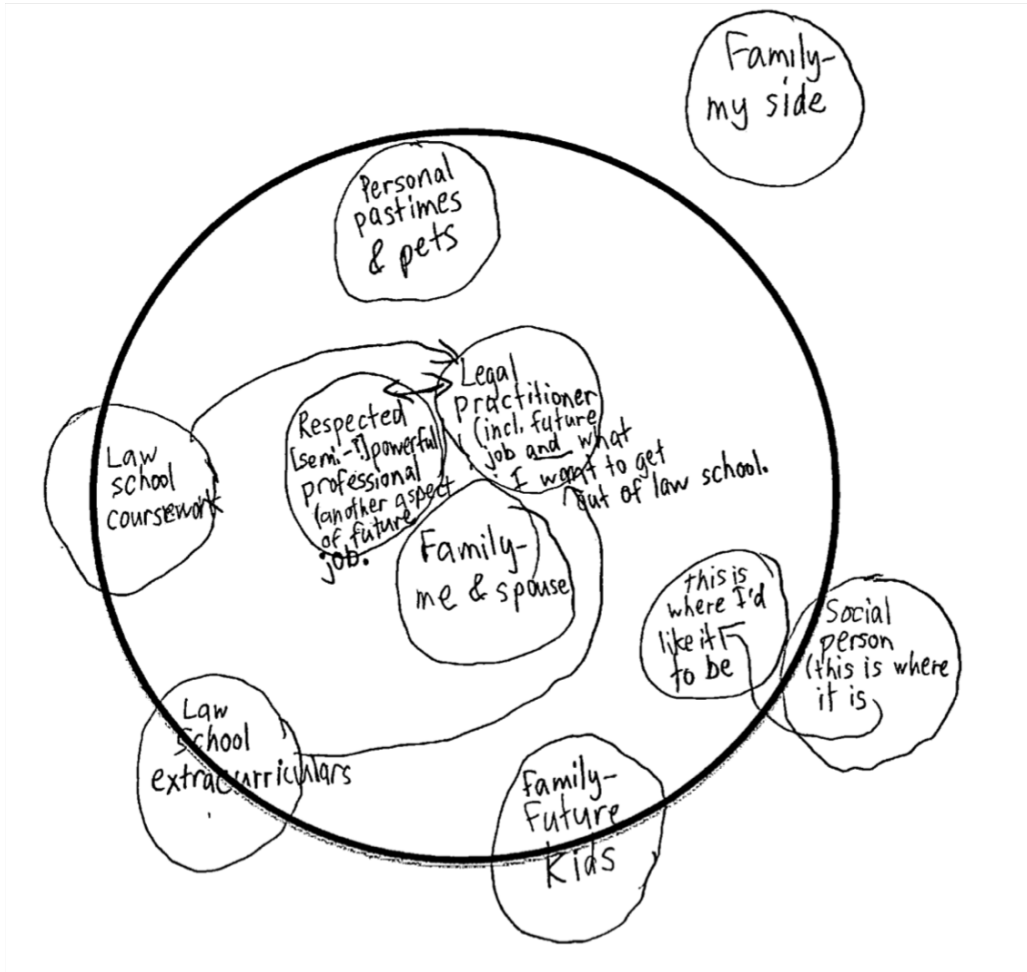 Family-
my side
Personal
pastimes
& pets
Legal
practitioner
(incl. future
job and what
I want to get
out of law school.
Respected
[semi-?] powerful
professional
(another aspect
of future
job.
Law
school
coursework
Family-
me & spouse
this is
where I'd
like it
to be
Social
person
(this is where
it is)
Law
School
extracurriculars
Family-
Future
Kids